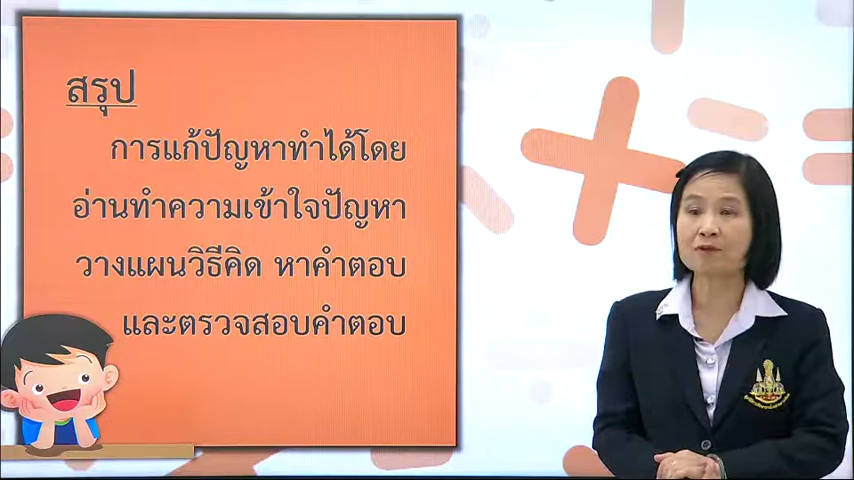 สรุป
การแก้ปัญหาทำได้โดย
อ่านทำความเข้าใจปัญหา
วางแผนวิธีคิด หาคำตอบ
และตรวจสอบคำตอบ